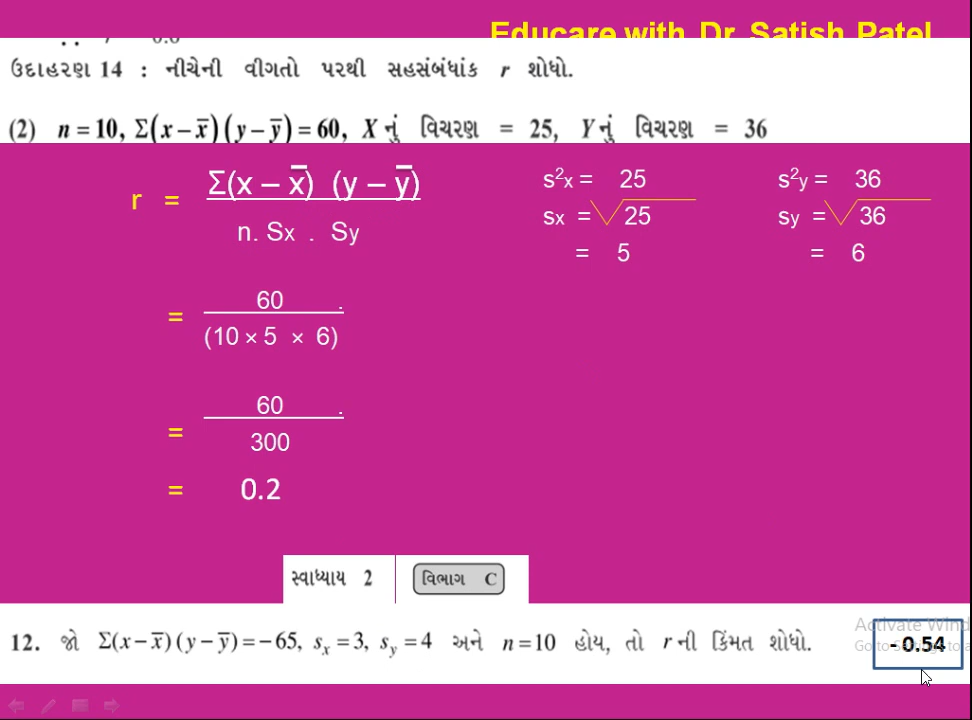 Educare with Dr. Satish Patel
ઉદાહરણ 14 : નીચેની વીગતો પરથી સહસંબંધાંક r શોધો.
(2) n = 10, Σ(x – x̅)(y – y̅) = 60, X નું વિચરણ = 25, Y નું વિચરણ = 36
r = Σ(x – x̅) (y – y̅)
n. Sx . Sy
s²x = 25
sx = √25
= 5
s²y = 36
sy = √36
= 6
= 60 .
(10 × 5 × 6)
= 60 .
300
= 0.2
સ્વાધ્યાય 2
વિભાગ C
12. જો Σ(x – x̅)(y – y̅) = – 65, sₓ = 3, sᵧ = 4 અને n = 10 હોય, તો r ની કિંમત શોધો.
- 0.54
Activate Wind